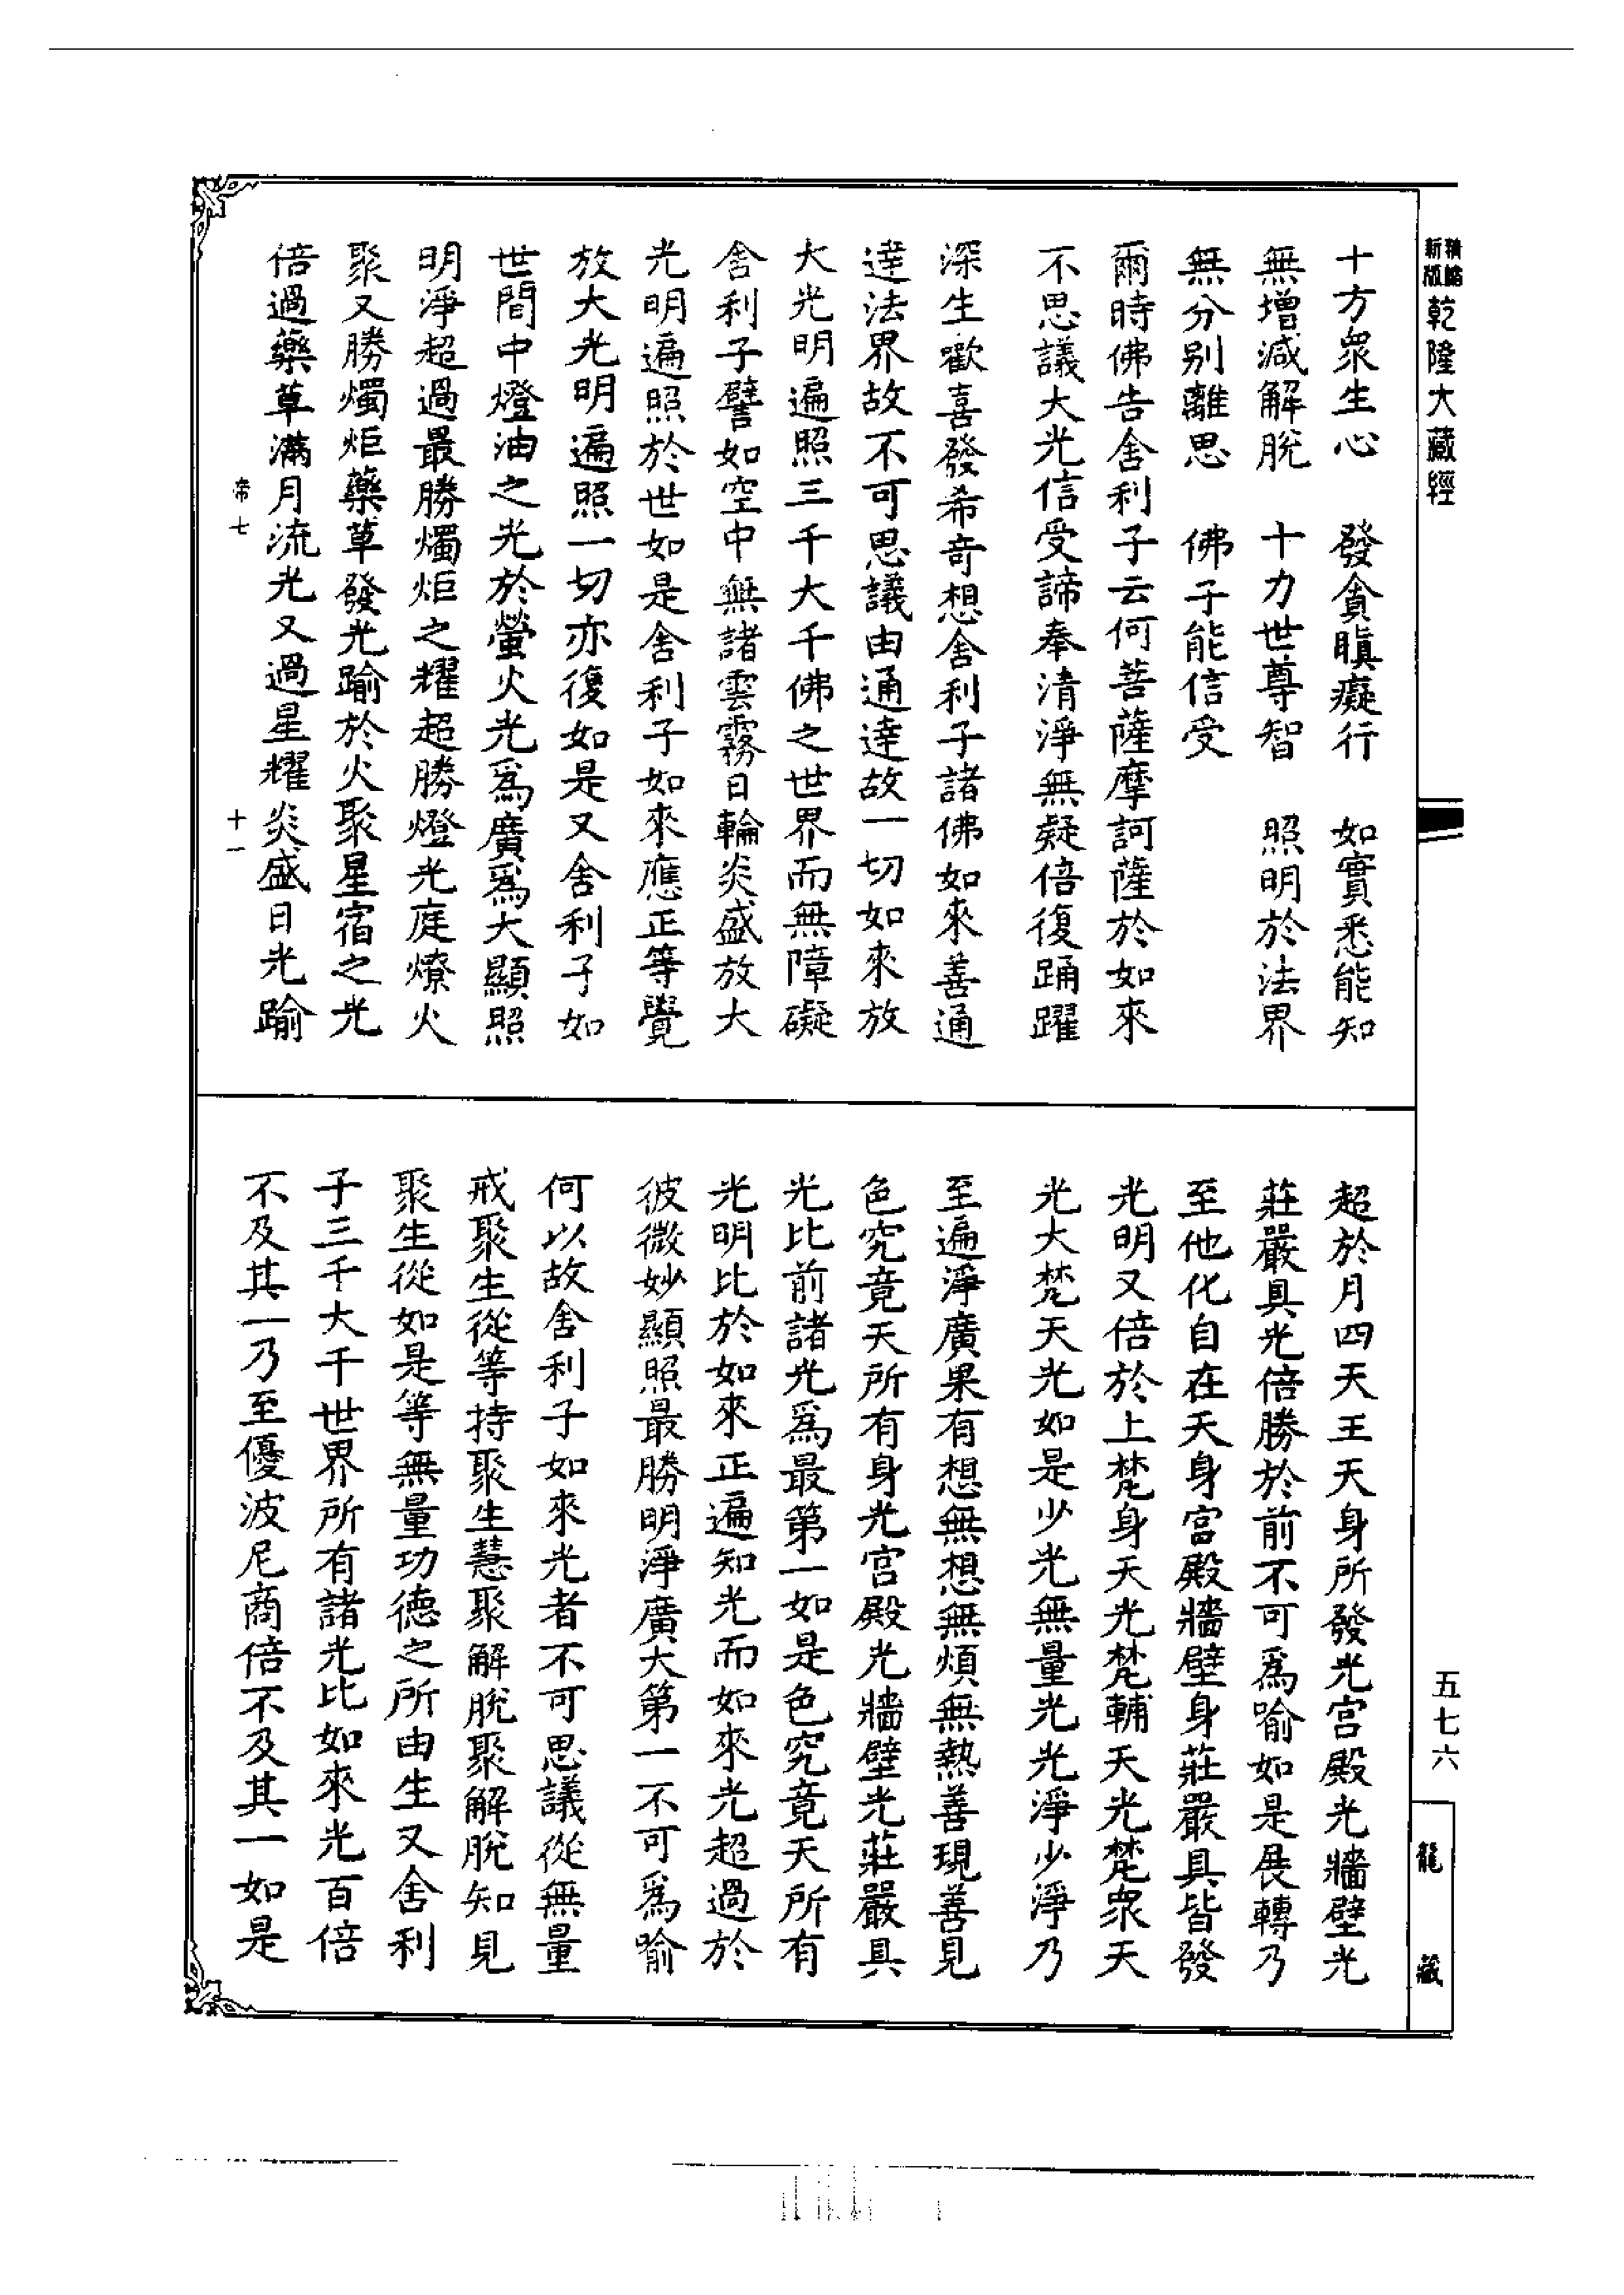 新版
精縮
乾隆大藏經
十方衆生心　發貪瞋癡行　如實悉能知
無增減解脫　十力世尊智　照明於法界
無分別離思　佛子能信受
爾時佛告舍利子云何菩薩摩訶薩於如來
不思議大光信受諦奉清淨無疑倍復踊躍
深生歡喜發希奇想舍利子諸佛如來善通
達法界故不可思議由通達故一切如來放
大光明遍照三千大千佛之世界而無障礙
舍利子譬如空中無諸雲霧日輪炎盛放大
光明遍照於世如是舍利子如來應正等覺
放大光明遍照一切亦復如是又舍利子如
世間中燈油之光於螢火光爲廣爲大顯照
明淨超過最勝燭炬之耀超勝燈光庭燎火
聚又勝燭炬藥草發光踰於火聚星宿之光
倍過藥草滿月流光又過星耀炎盛日光踰
帝七　十一
超於月四天王天身所發光宮殿光牆壁光
莊嚴具光倍勝於前不可爲喻如是展轉乃
至他化自在天身宮殿牆壁身莊嚴具皆發
光明又倍於上梵身天光梵輔天光梵衆天
光大梵天光如是少光無量光光淨少淨乃
至遍淨廣果有想無想無煩無熱善現善見
色究竟天所有身光宮殿光牆壁光莊嚴具
光比前諸光爲最第一如是色究竟天所有
光明比於如來正遍知光而如來光超過於
彼微妙顯照最勝明淨廣大第一不可爲喻
何以故舍利子如來光者不可思議從無量
戒聚生從等持聚生慧聚解脫聚解脫知見
聚生從如是等無量功德之所由生又舍利
子三千大千世界所有諸光比如來光百倍
不及其一乃至優波尼商倍不及其一如是
五七六
龍藏